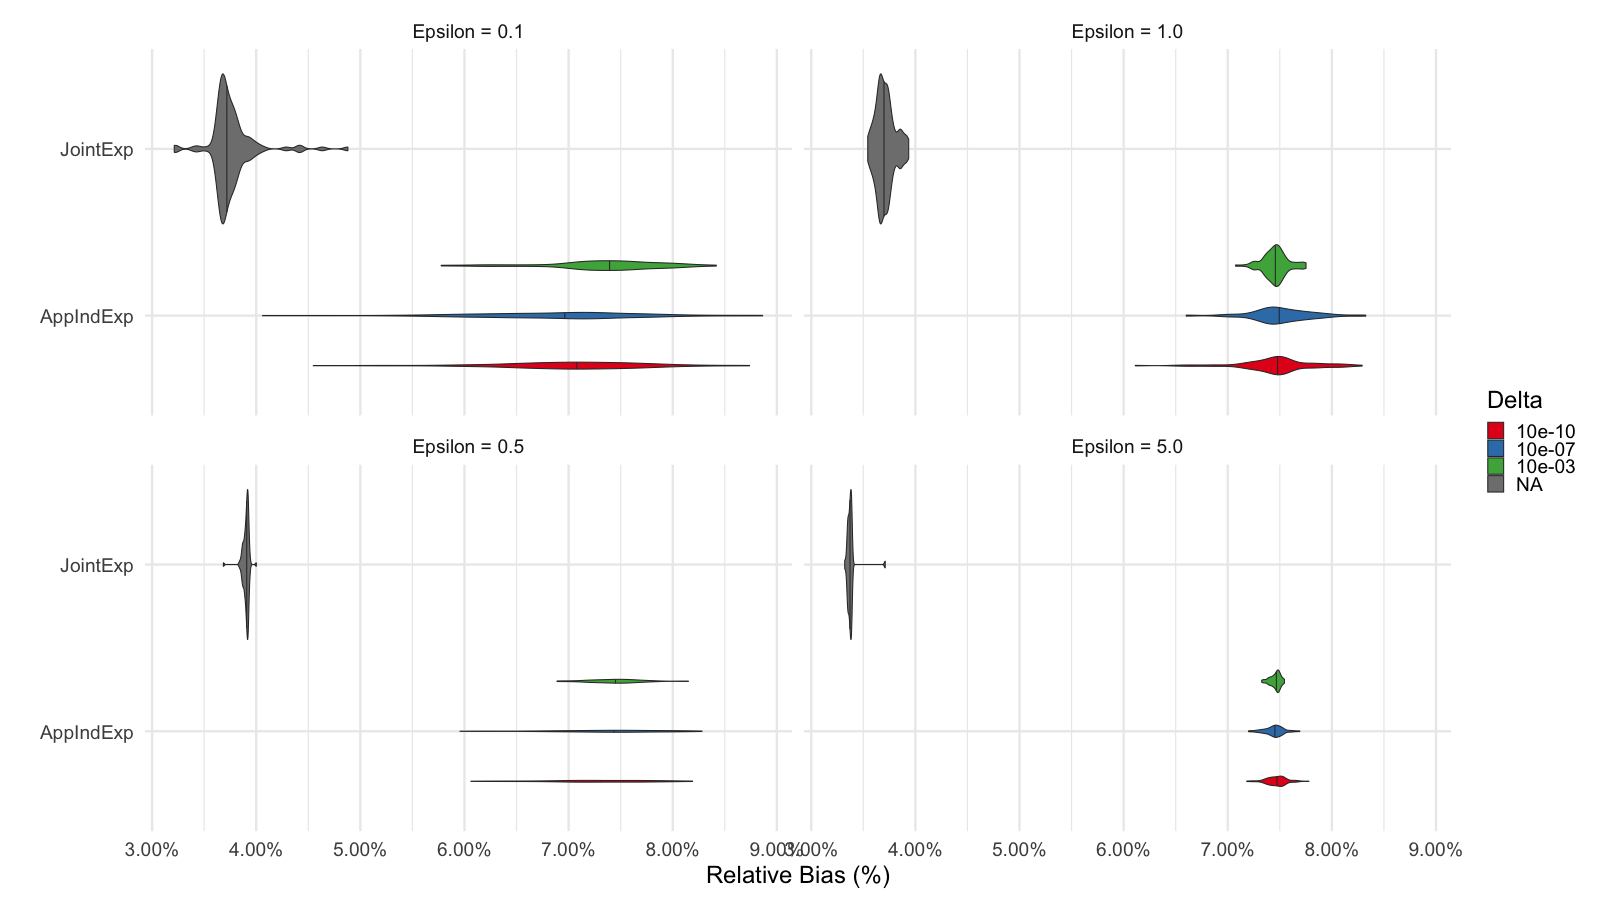 Epsilon = 0.1
Epsilon = 1.0
JointExp
AppIndExp
Epsilon = 0.5
Epsilon = 5.0
JointExp
AppIndExp
3.00% 4.00% 5.00% 6.00% 7.00% 8.00% 9.00%
3.00% 4.00% 5.00% 6.00% 7.00% 8.00% 9.00%
Relative Bias (%)
Delta
10e-10
10e-07
10e-03
NA